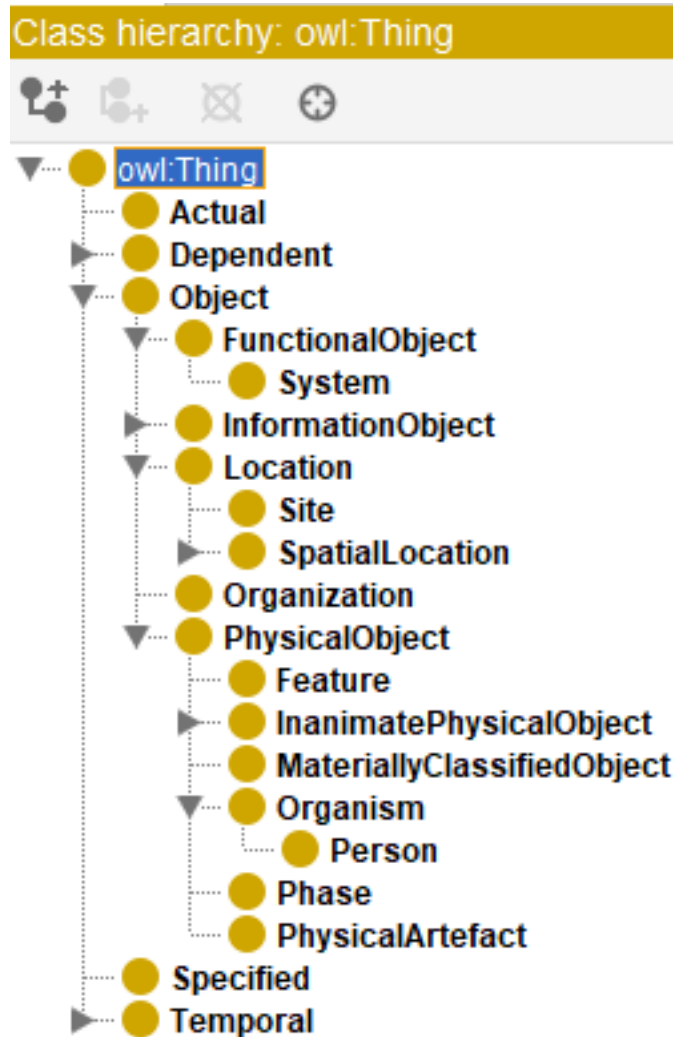 Class hierarchy: owl:Thing
owl:Thing
Actual
Dependent
Object
FunctionalObject
System
InformationObject
Location
Site
SpatialLocation
Organization
PhysicalObject
Feature
InanimatePhysicalObject
MateriallyClassifiedObject
Organism
Person
Phase
PhysicalArtefact
Specified
Temporal